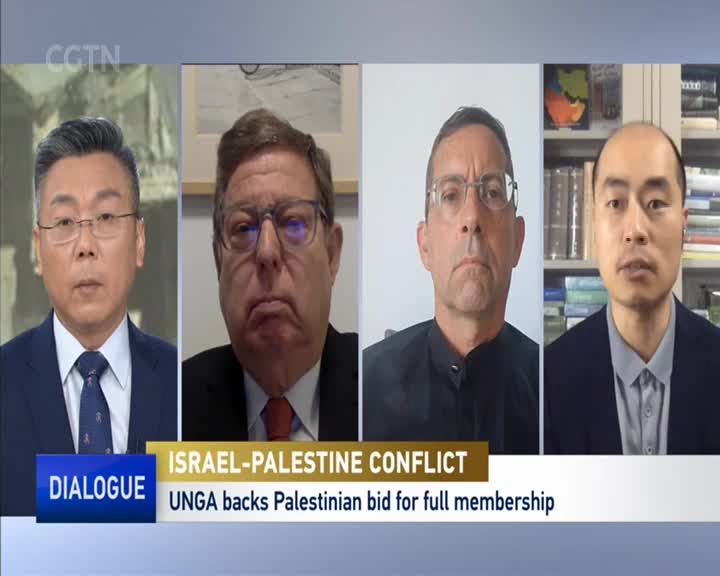 CGTN
ISRAEL-PALESTINE CONFLICT
DIALOGUE
UNGA backs Palestinian bid for full membership